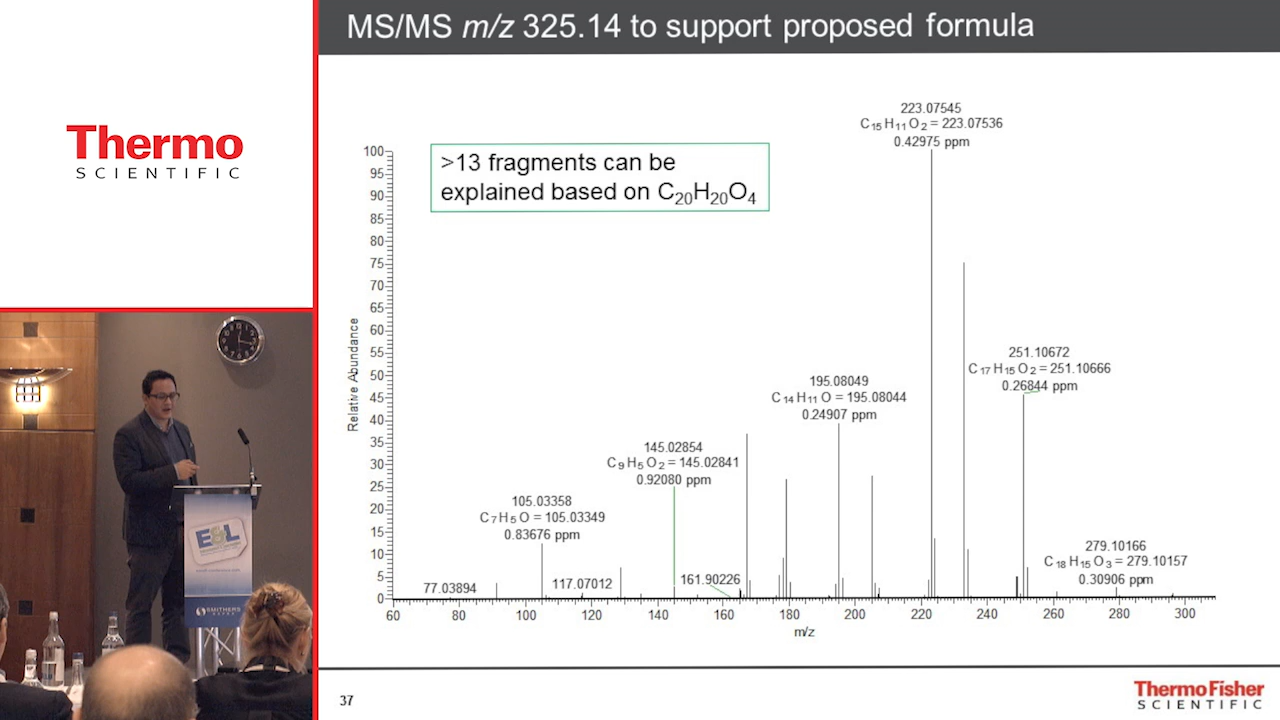 MS/MS m/z 325.14 to support proposed formula
Thermo
SCIENTIFIC
>13 fragments can be
explained based on C₂₀H₂₀O₄
223.07545
C₁₅H₁₁O₂ = 223.07536
0.42975 ppm
251.10672
C₁₇H₁₅O₂ = 251.10666
0.26844 ppm
195.08049
C₁₄H₁₁O = 195.08044
0.24907 ppm
145.02854
C₉H₅O₂ = 145.02841
0.92080 ppm
105.03358
C₇H₅O = 105.03349
0.83676 ppm
279.10166
C₁₈H₁₅O₃ = 279.10157
0.30906 ppm
77.03894
117.07012
161.90226
Relative Abundance
100
95
90
85
80
75
70
65
60
55
50
45
40
35
30
25
20
15
10
5
0
60 80 100 120 140 160 180 200 220 240 260 280 300
m/z
E&L
SMITHERS
37
ThermoFisher
SCIENTIFIC